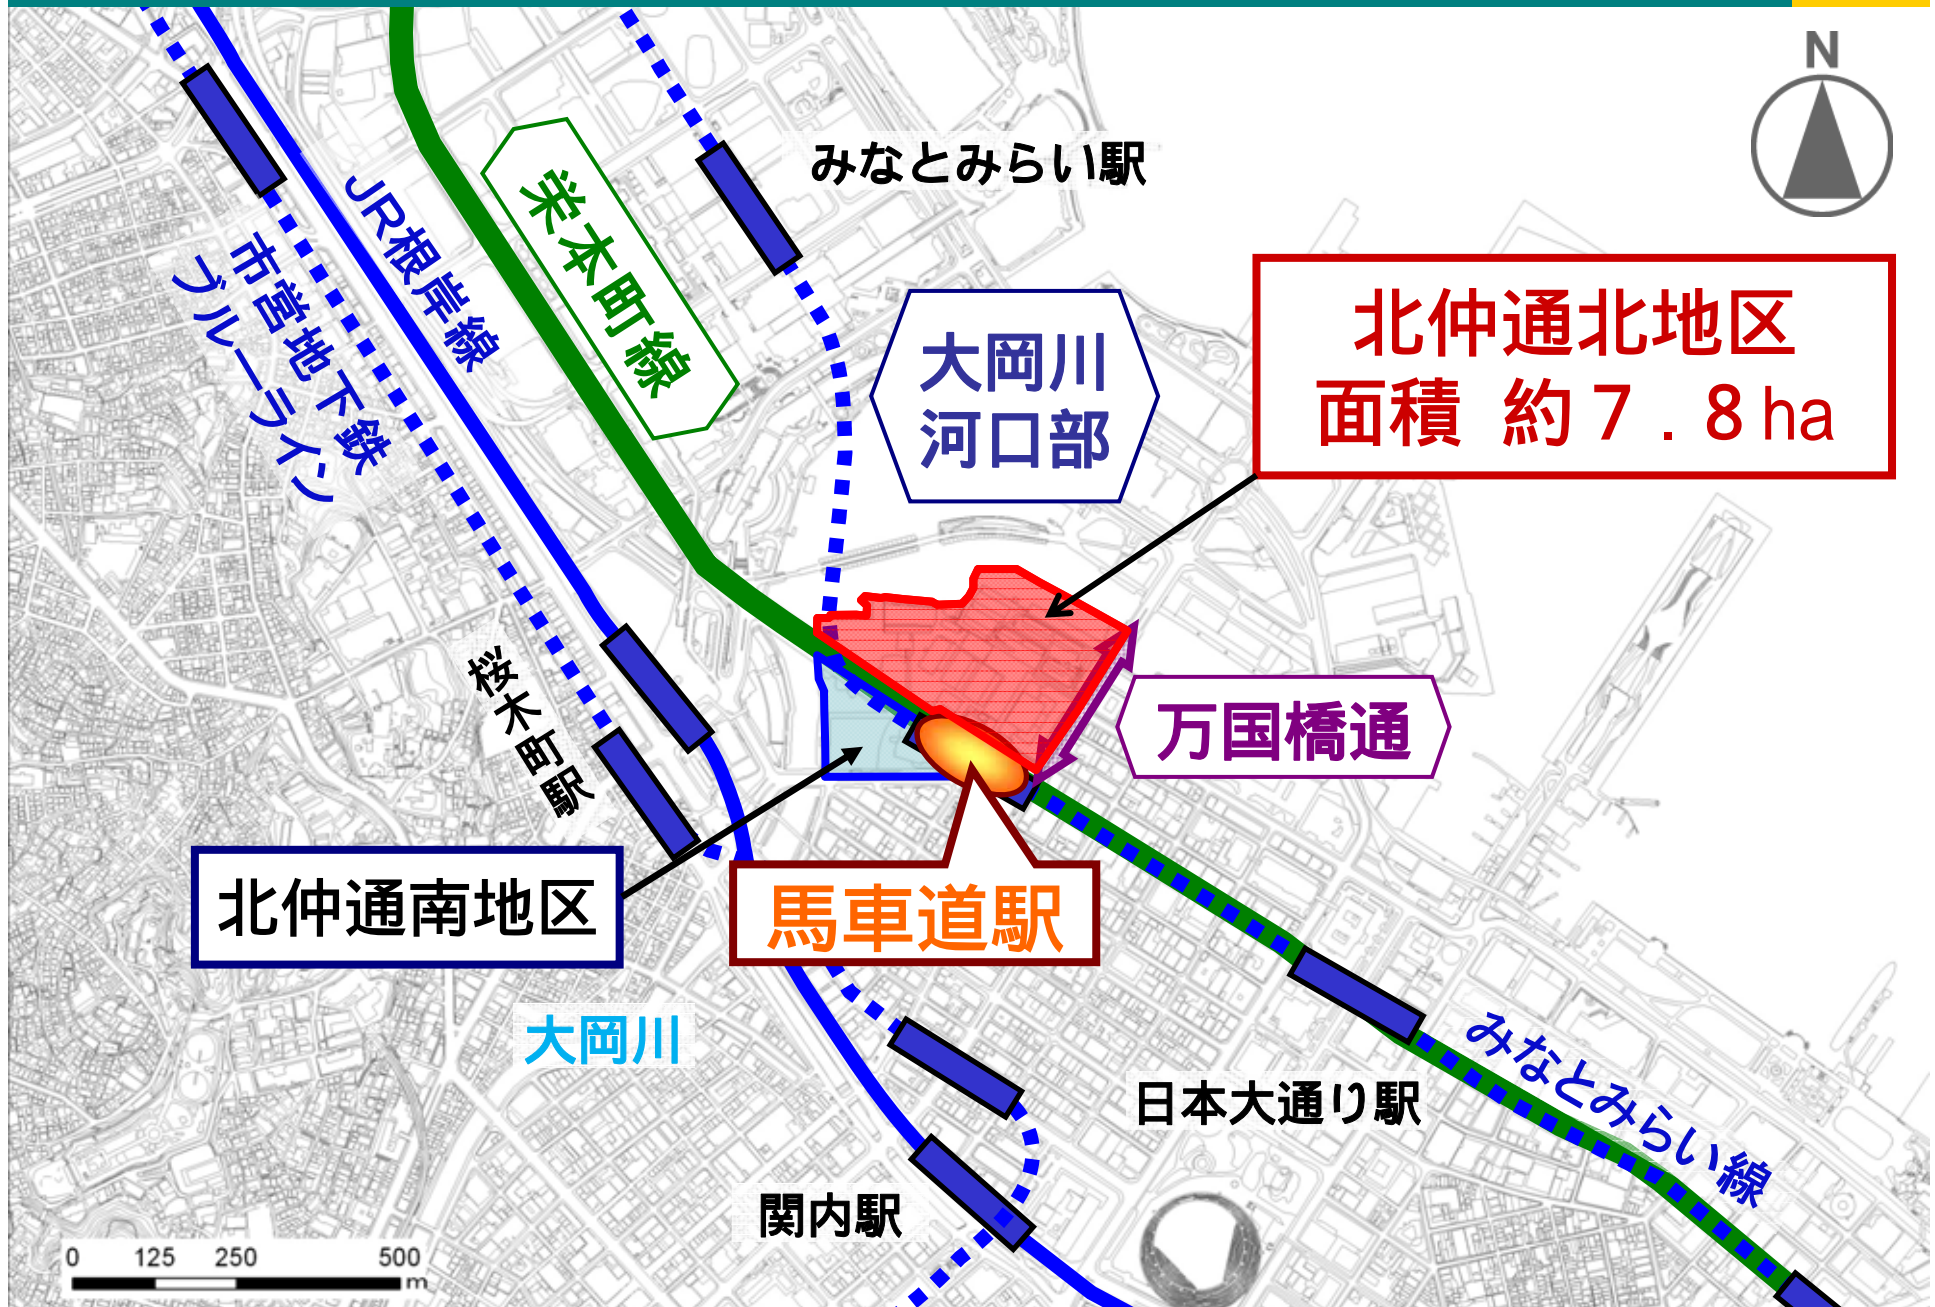 N
みなとみらい駅
栄本町線
JR根岸線
市営地下鉄
ブルーライン
大岡川
河口部
北仲通北地区
面積 約７．８ha
桜木町駅
万国橋通
北仲通南地区
馬車道駅
大岡川
日本大通り駅
みなとみらい線
関内駅
0 125 250 500
m